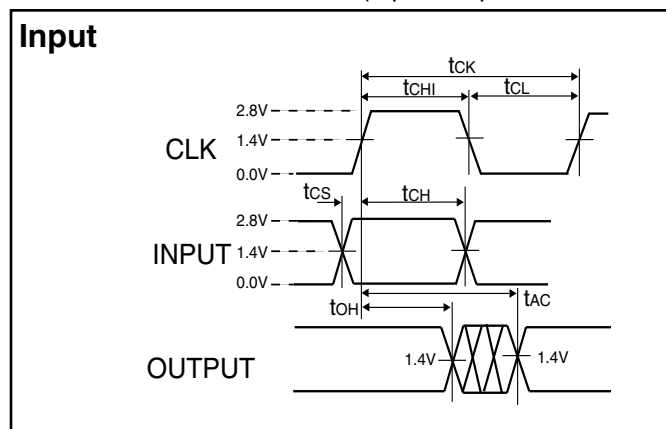 Input
tCK
tCHI
tCL
2.8V
CLK
1.4V
0.0V
tCS
tCH
2.8V
INPUT
1.4V
0.0V
tAC
tOH
1.4V
1.4V
OUTPUT